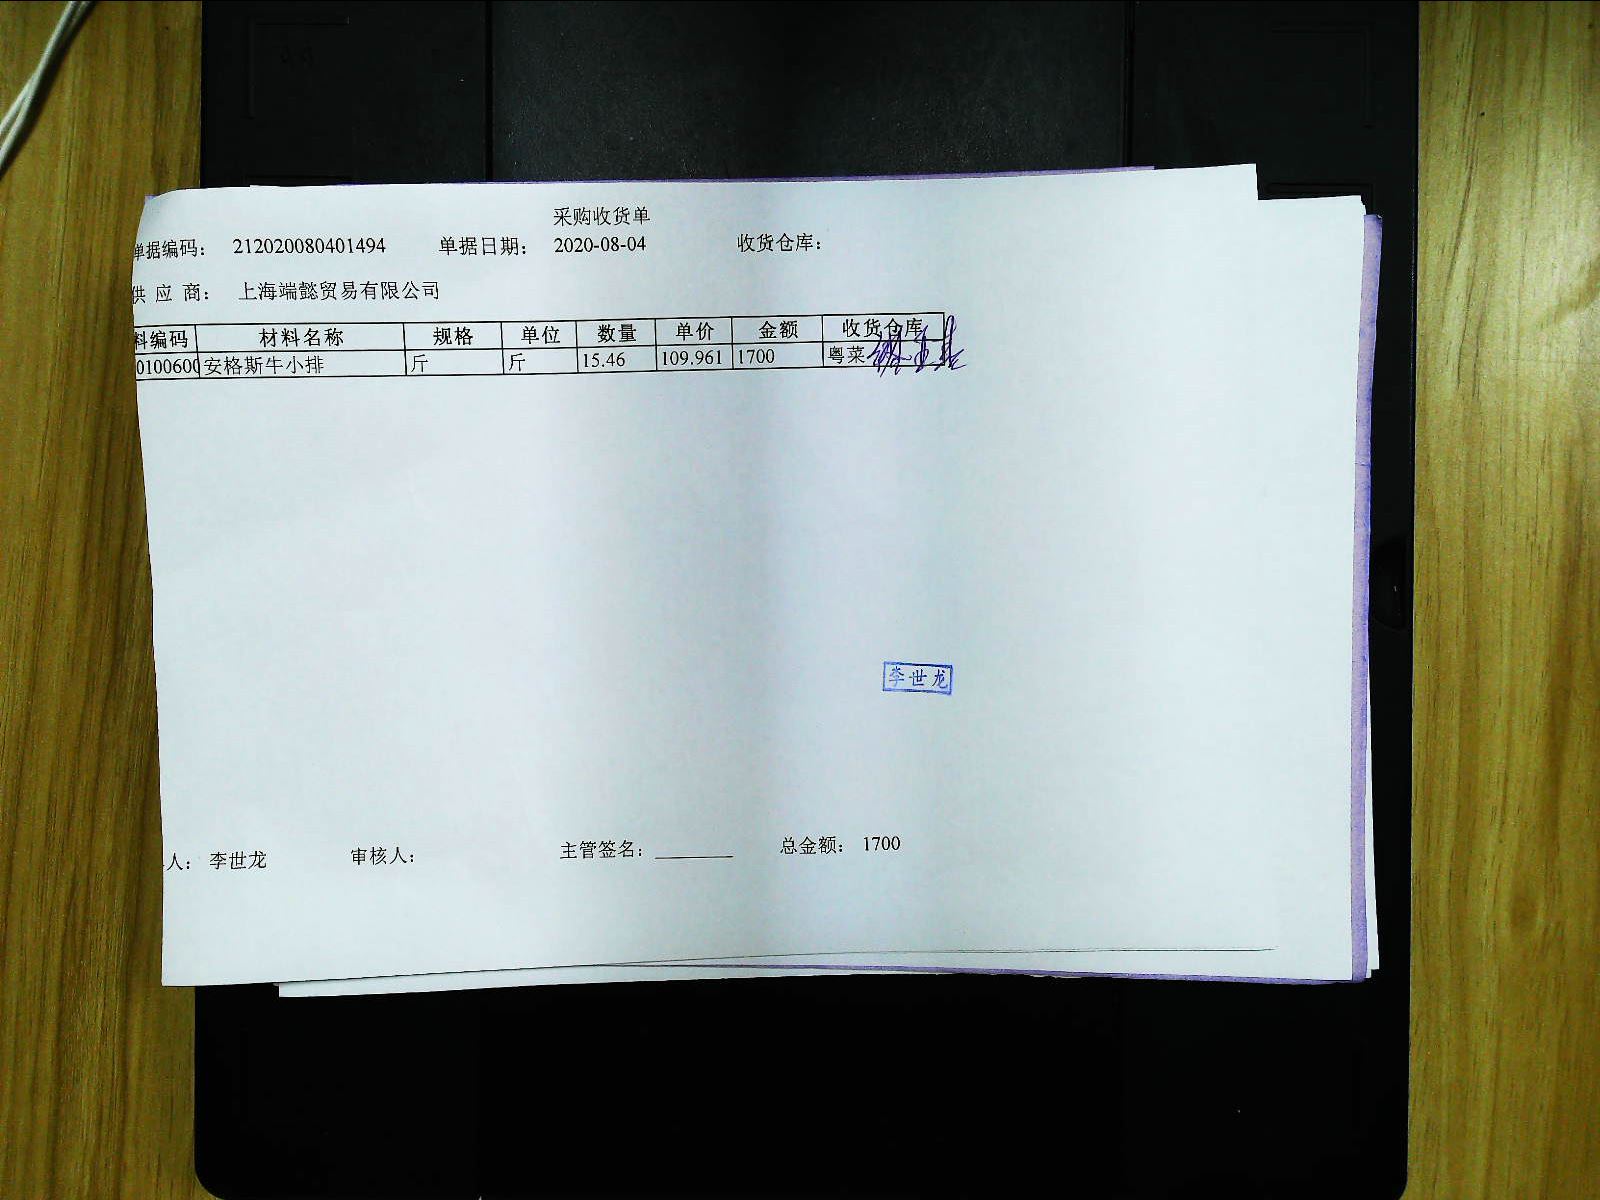 采购收货单
单据编码： 212020080401494 单据日期： 2020-08-04 收货仓库：
供 应 商： 上海端懿贸易有限公司
料编码 材料名称 规格 单位 数量 单价 金额 收货仓库
0100600 安格斯牛小排 斤 斤 15.46 109.961 1700 粤菜
李世龙
人： 李世龙 审核人： 主管签名： 总金额： 1700